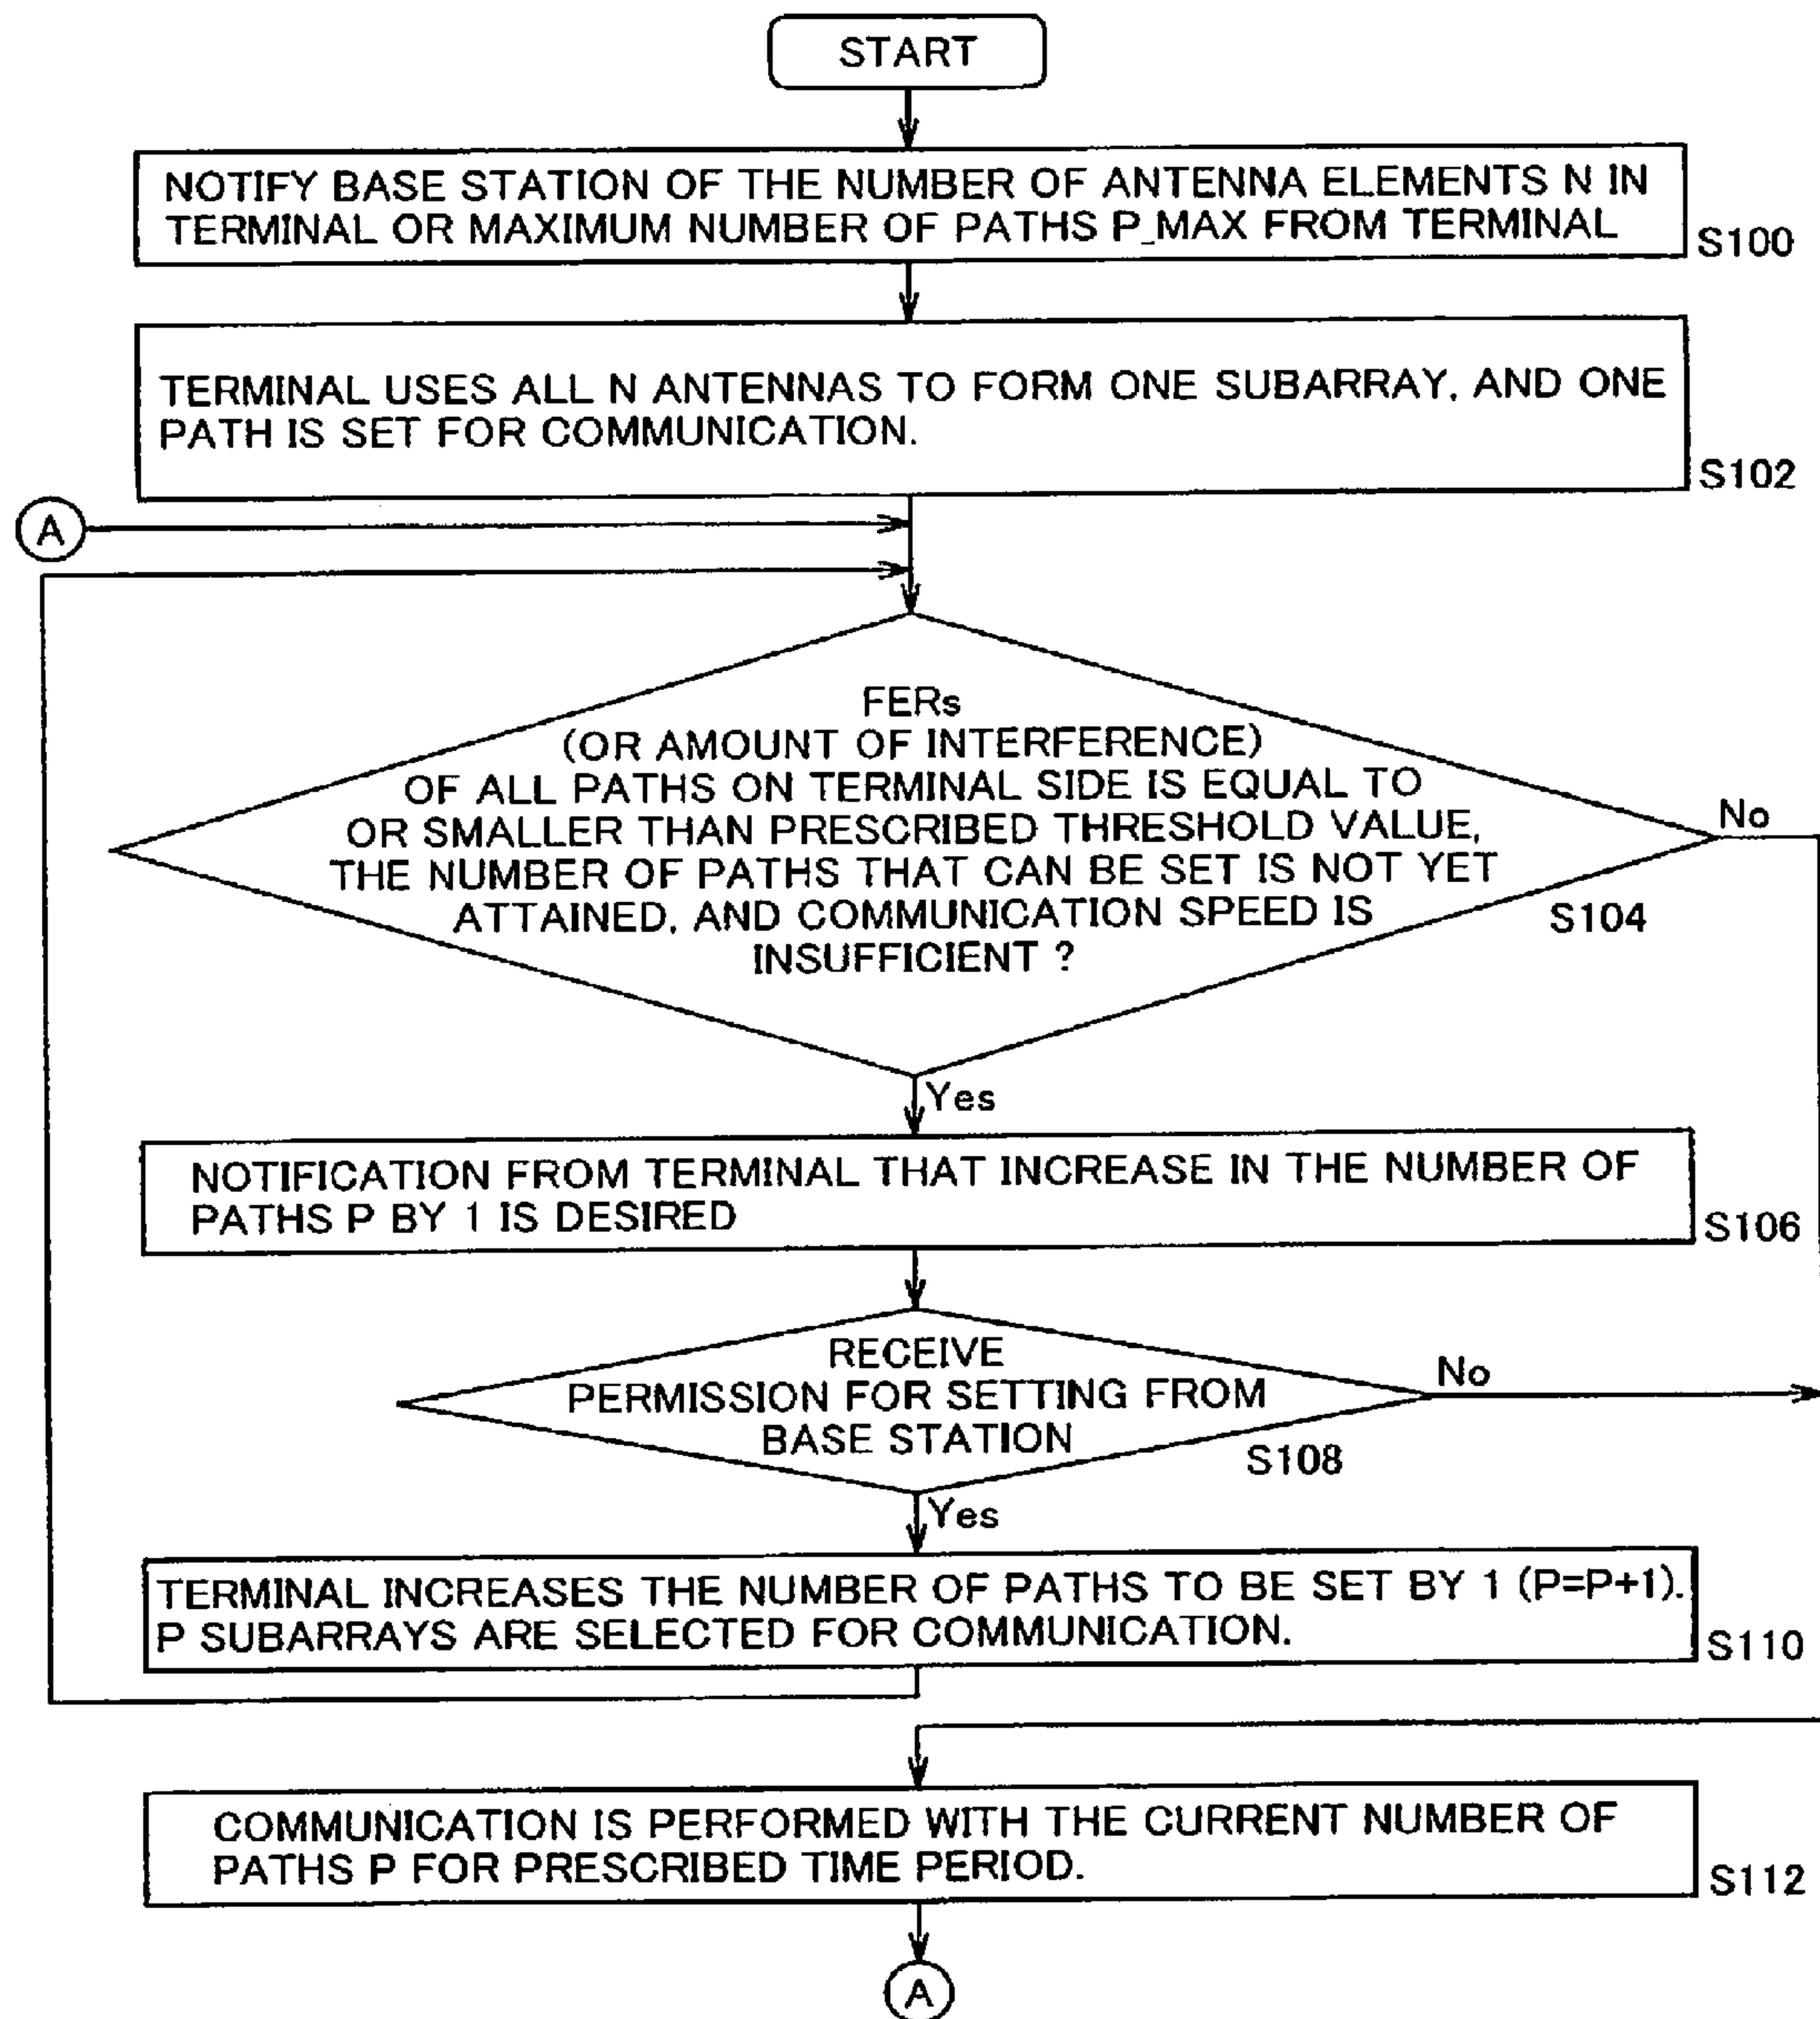 START
NOTIFY BASE STATION OF THE NUMBER OF ANTENNA ELEMENTS N IN
TERMINAL OR MAXIMUM NUMBER OF PATHS P_MAX FROM TERMINAL
S100
TERMINAL USES ALL N ANTENNAS TO FORM ONE SUBARRAY, AND ONE
PATH IS SET FOR COMMUNICATION.
S102
A
FERs
(OR AMOUNT OF INTERFERENCE)
OF ALL PATHS ON TERMINAL SIDE IS EQUAL TO
OR SMALLER THAN PRESCRIBED THRESHOLD VALUE,
THE NUMBER OF PATHS THAT CAN BE SET IS NOT YET
ATTAINED, AND COMMUNICATION SPEED IS
INSUFFICIENT ?
No
S104
Yes
NOTIFICATION FROM TERMINAL THAT INCREASE IN THE NUMBER OF
PATHS P BY 1 IS DESIRED
S106
RECEIVE
PERMISSION FOR SETTING FROM
BASE STATION
No
S108
Yes
TERMINAL INCREASES THE NUMBER OF PATHS TO BE SET BY 1 (P=P+1).
P SUBARRAYS ARE SELECTED FOR COMMUNICATION.
S110
COMMUNICATION IS PERFORMED WITH THE CURRENT NUMBER OF
PATHS P FOR PRESCRIBED TIME PERIOD.
S112
A